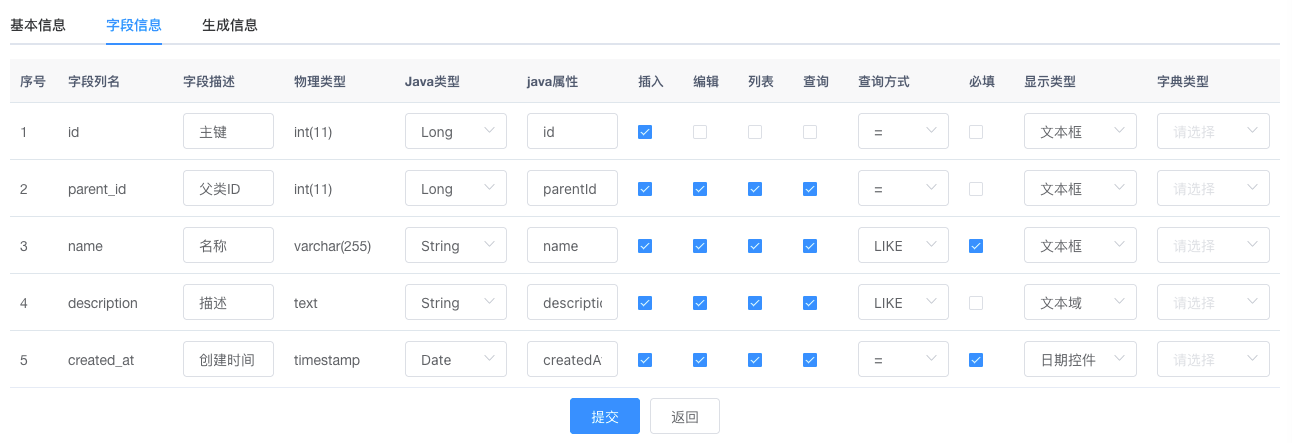 基本信息 字段信息 生成信息
序号 字段列名 字段描述 物理类型 Java类型 java属性 插入 编辑 列表 查询 查询方式 必填 显示类型 字典类型
1 id 主键 int(11) Long id = 文本框 请选择
2 parent_id 父类ID int(11) Long parentId = 文本框 请选择
3 name 名称 varchar(255) String name LIKE 文本框 请选择
4 description 描述 text String descripti LIKE 文本域 请选择
5 created_at 创建时间 timestamp Date createdA = 日期控件 请选择
提交 返回